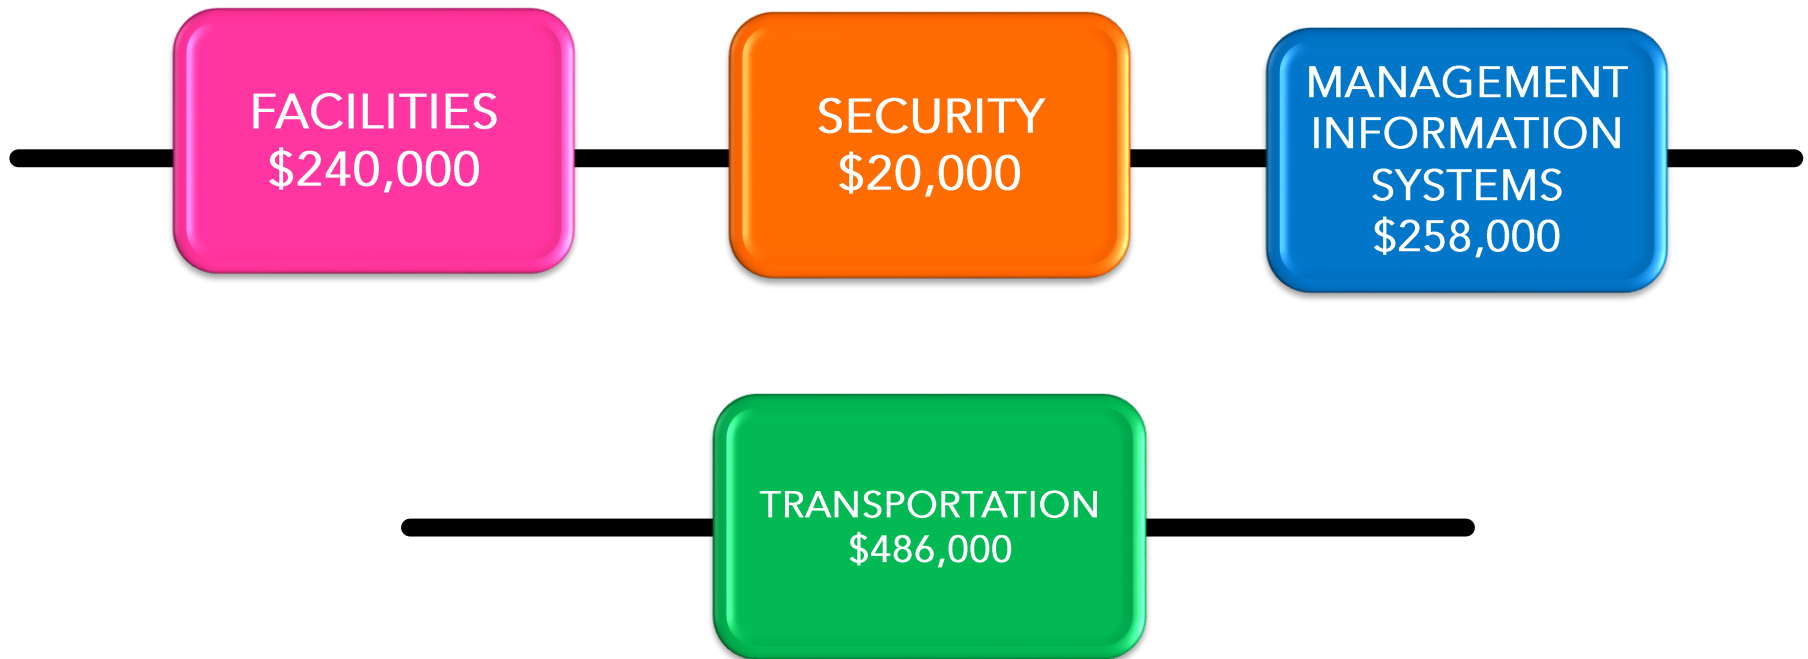 FACILITIES
$240,000
SECURITY
$20,000
MANAGEMENT
INFORMATION
SYSTEMS
$258,000
TRANSPORTATION
$486,000